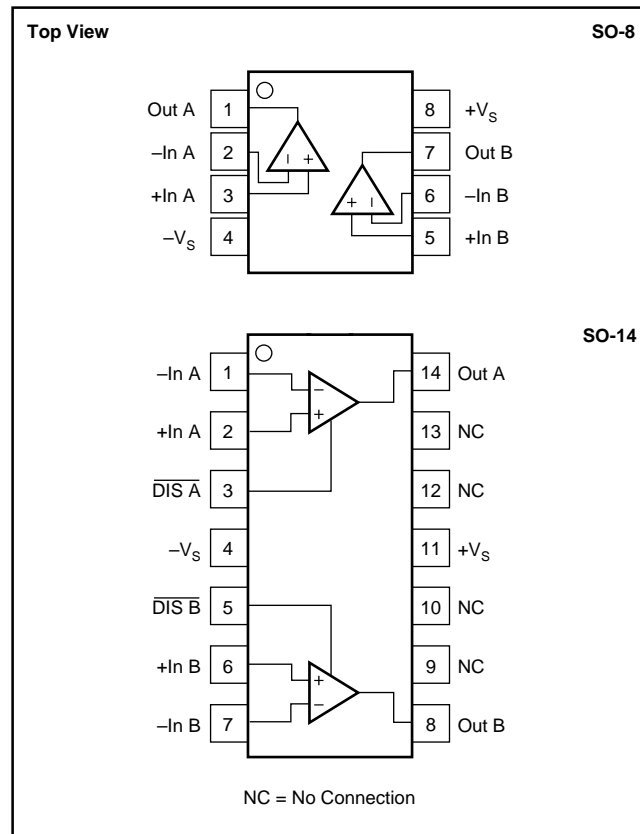 Top View SO-8
Out A 1 8 +VS
–In A 2 7 Out B
+In A 3 6 –In B
–VS 4 5 +In B
– +
+ –
SO-14
–In A 1 14 Out A
+In A 2 13 NC
DIS A 3 12 NC
–VS 4 11 +VS
DIS B 5 10 NC
+In B 6 9 NC
–In B 7 8 Out B
–
+
+
–
NC = No Connection